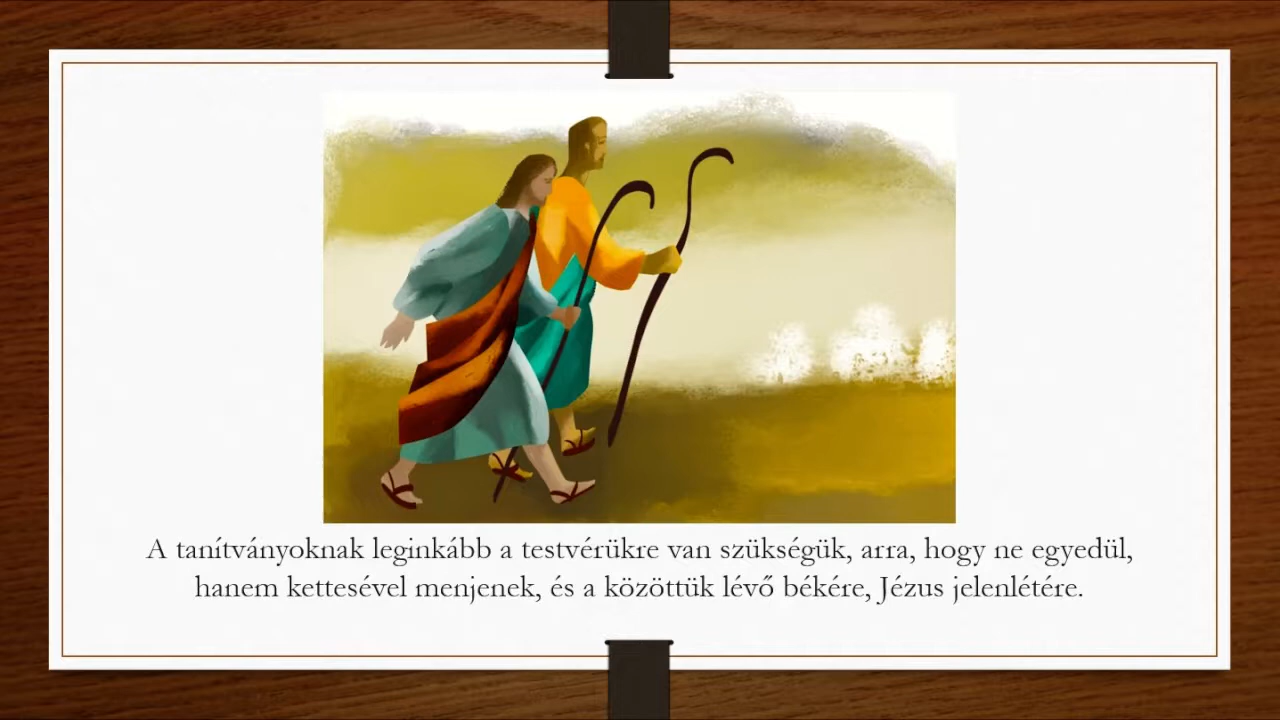 A tanítványoknak leginkább a testvérükre van szükségük, arra, hogy ne egyedül,
hanem kettesével menjenek, és a közöttük lévő békére, Jézus jelenlétére.